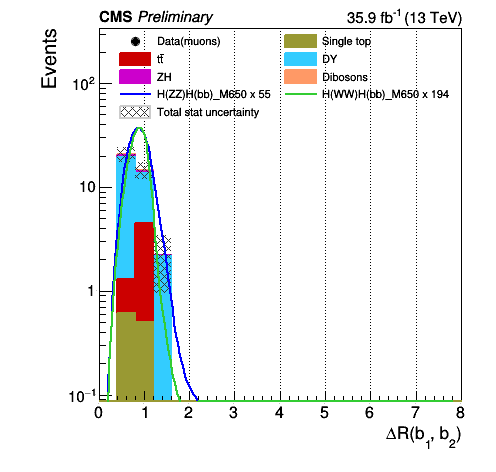 CMS Preliminary 35.9 fb⁻¹ (13 TeV)
Events
Data(muons) Single top
tt̅ DY
ZH Dibosons
H(ZZ)H(bb)_M650 x 55 H(WW)H(bb)_M650 x 194
Total stat uncertainty
10²
10
1
10⁻¹
0 1 2 3 4 5 6 7 8
ΔR(b₁, b₂)